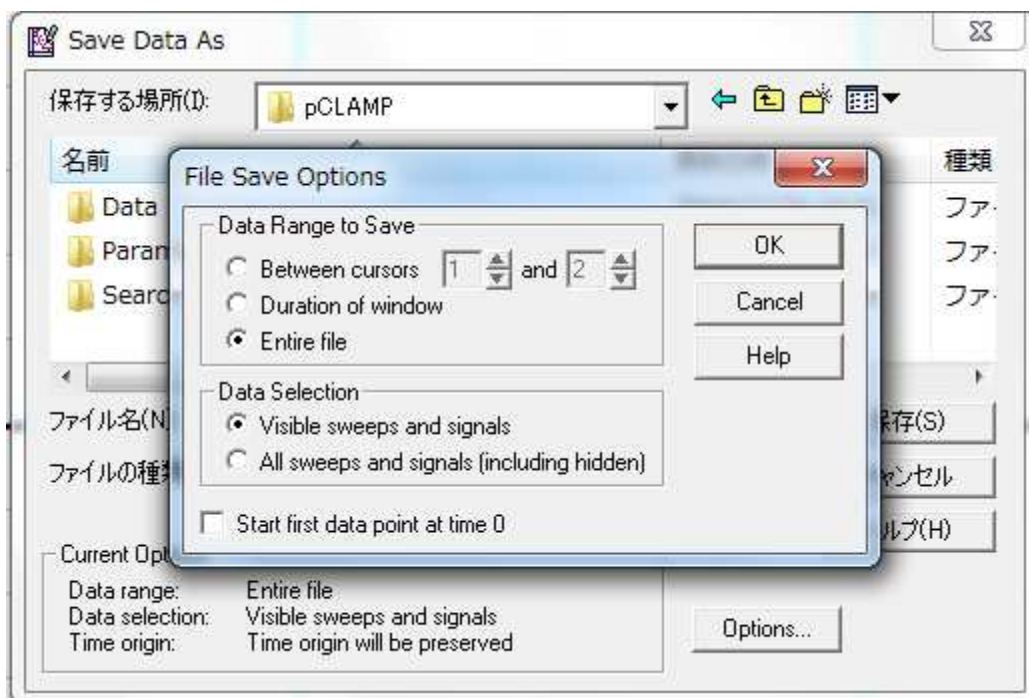 Save Data As
保存する場所(I):
pCLAMP
名前
種類
Data
ファ
Param
ファ
Searc
ファ
File Save Options
Data Range to Save
Between cursors 1 and 2
Duration of window
Entire file
OK
Cancel
Help
Data Selection
Visible sweeps and signals
All sweeps and signals (including hidden)
Start first data point at time 0
ファイル名(N
存(S)
ファイルの種
ャンセル
ルプ(H)
Current Opt
Data range: Entire file
Data selection: Visible sweeps and signals
Time origin: Time origin will be preserved
Options...